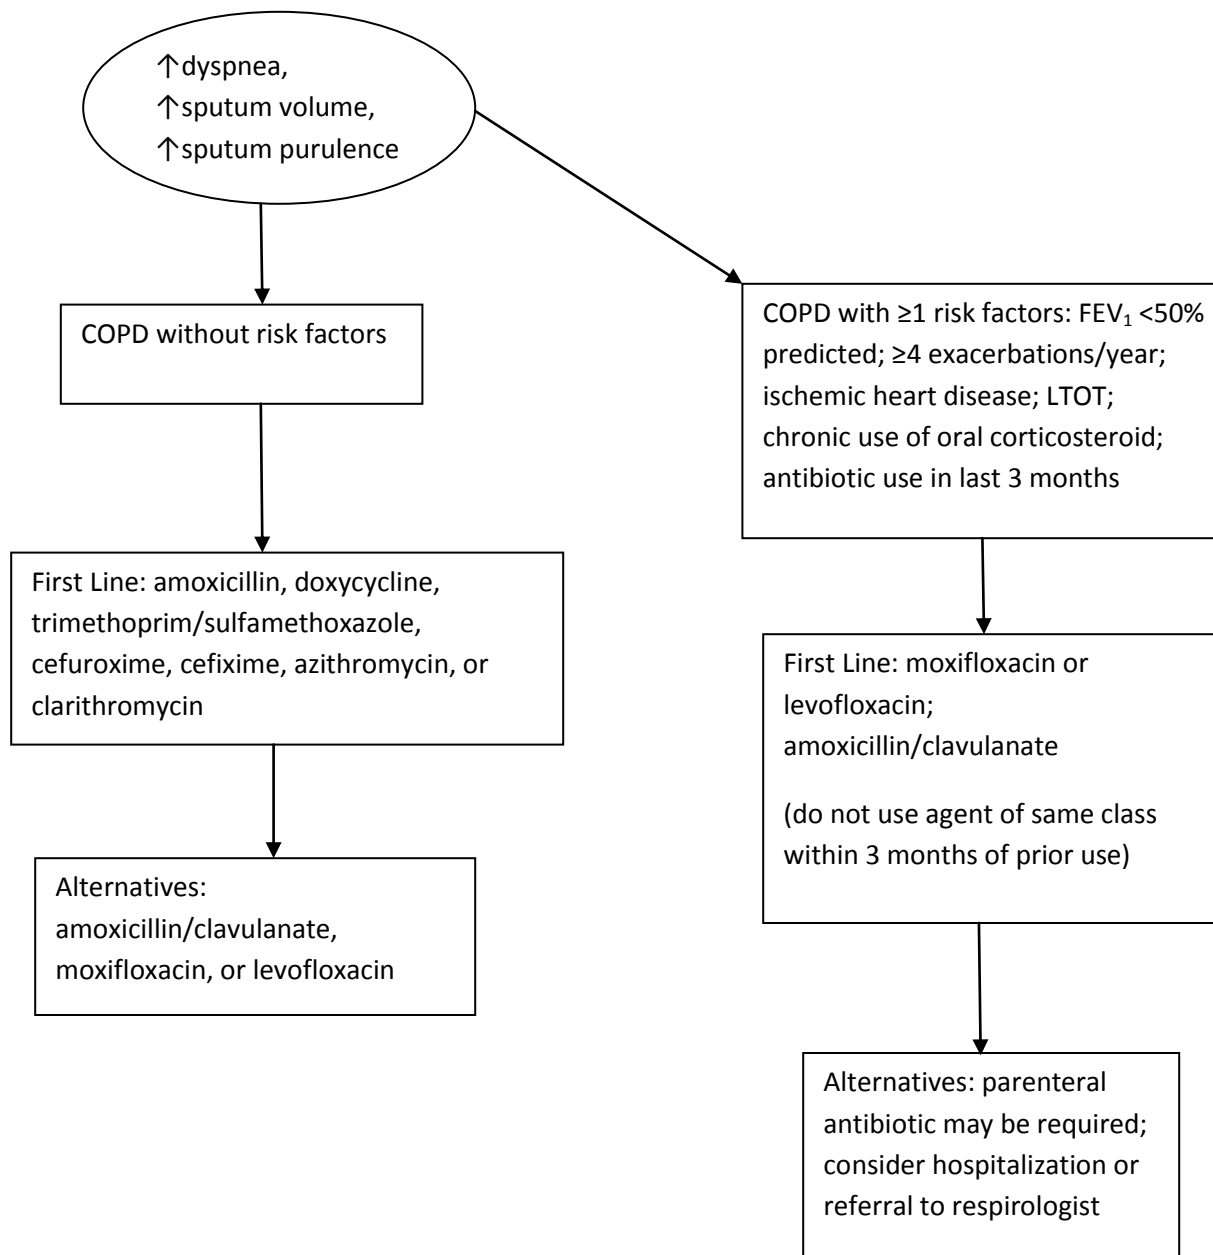 ↑dyspnea,
↑sputum volume,
↑sputum purulence
COPD without risk factors
COPD with ≥1 risk factors: FEV₁ <50%
predicted; ≥4 exacerbations/year;
ischemic heart disease; LTOT;
chronic use of oral corticosteroid;
antibiotic use in last 3 months
First Line: amoxicillin, doxycycline,
trimethoprim/sulfamethoxazole,
cefuroxime, cefixime, azithromycin, or
clarithromycin
First Line: moxifloxacin or
levofloxacin;
amoxicillin/clavulanate
(do not use agent of same class
within 3 months of prior use)
Alternatives:
amoxicillin/clavulanate,
moxifloxacin, or levofloxacin
Alternatives: parenteral
antibiotic may be required;
consider hospitalization or
referral to respirologist